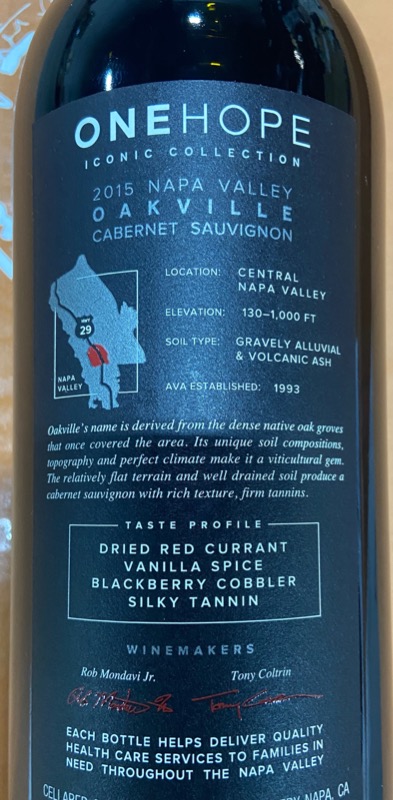 ONEHOPE
ICONIC COLLECTION
2015 NAPA VALLEY
OAKVILLE
CABERNET SAUVIGNON
HWY
29
NAPA
VALLEY
LOCATION: CENTRAL
NAPA VALLEY
ELEVATION: 130–1,000 FT
SOIL TYPE: GRAVELY ALLUVIAL
& VOLCANIC ASH
AVA ESTABLISHED: 1993
Oakville's name is derived from the dense native oak groves
that once covered the area. Its unique soil compositions,
topography and perfect climate make it a viticultural gem.
The relatively flat terrain and well drained soil produce a
cabernet sauvignon with rich texture, firm tannins.
TASTE PROFILE
DRIED RED CURRANT
VANILLA SPICE
BLACKBERRY COBBLER
SILKY TANNIN
WINEMAKERS
Rob Mondavi Jr. Tony Coltrin
EACH BOTTLE HELPS DELIVER QUALITY
HEALTH CARE SERVICES TO FAMILIES IN
NEED THROUGHOUT THE NAPA VALLEY
CELLARED NAPA, CA